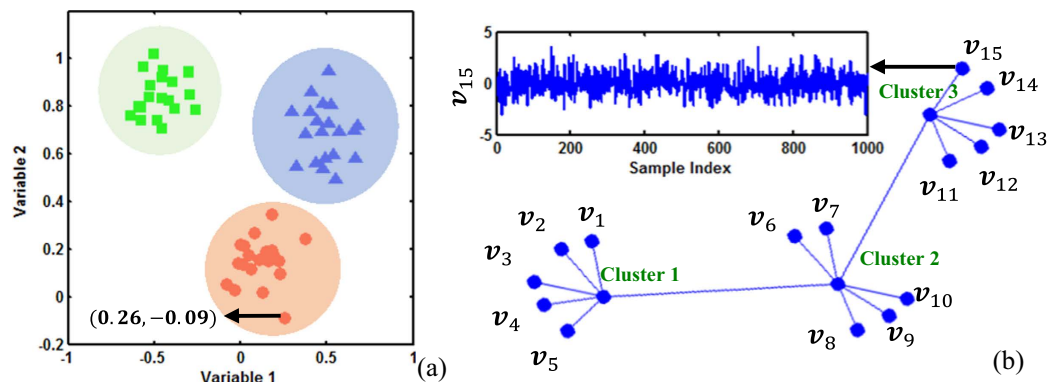 1
0.8
0.6
0.4
0.2
0
-0.2
-1
-0.5
0
0.5
1
Variable 2
Variable 1
(0.26, −0.09)
(a)
5
0
-5
0
200
400
600
800
1000
v15
Sample Index
Cluster 1
v1
v2
v3
v4
v5
Cluster 2
v6
v7
v8
v9
v10
Cluster 3
v11
v12
v13
v14
v15
(b)